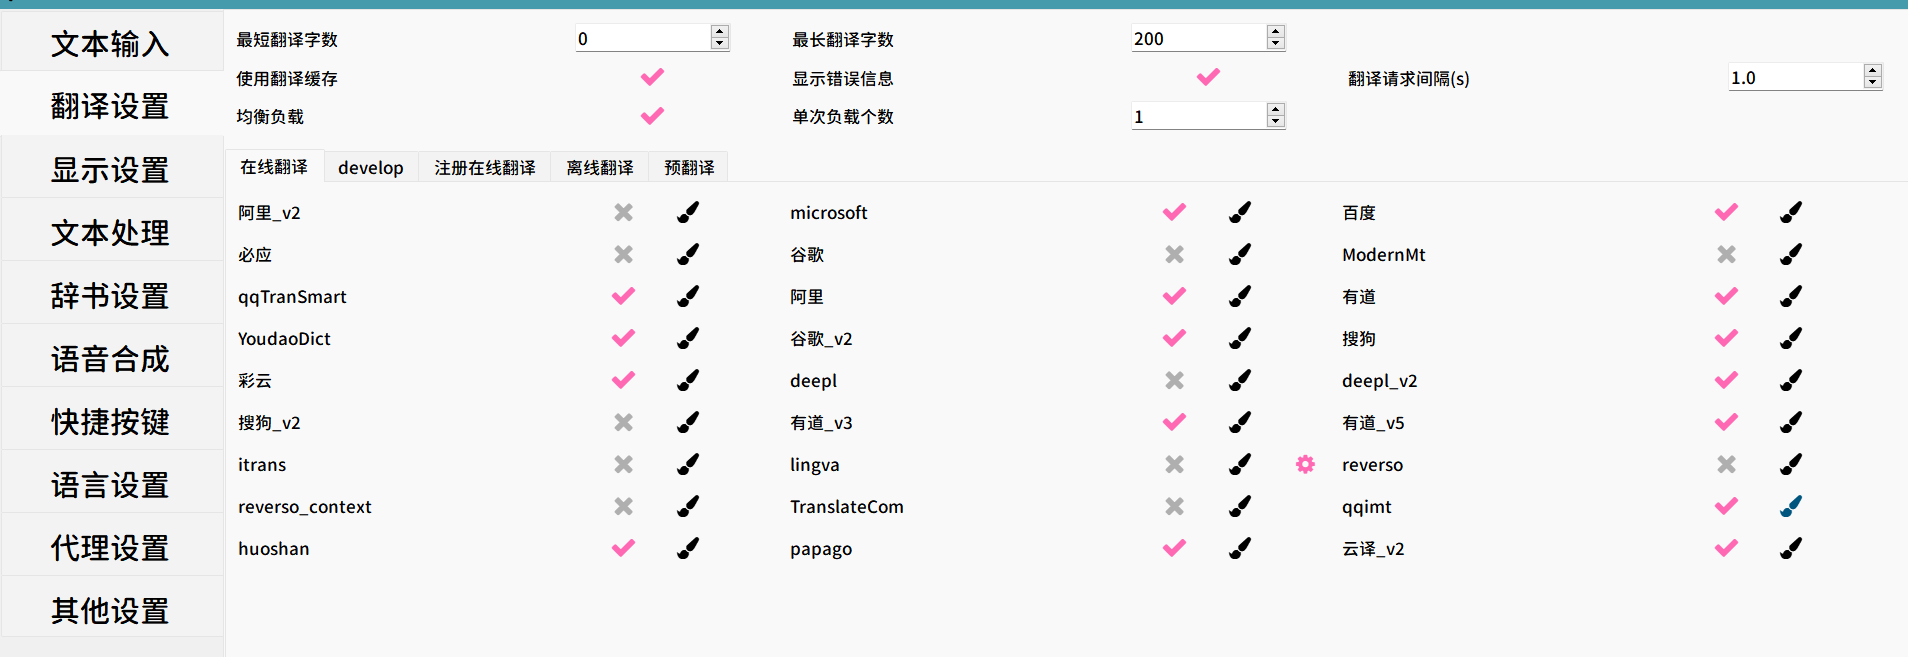 文本输入
翻译设置
显示设置
文本处理
辞书设置
语音合成
快捷按键
语言设置
代理设置
其他设置
最短翻译字数 0 最长翻译字数 200
使用翻译缓存 显示错误信息 翻译请求间隔(s) 1.0
均衡负载 单次负载个数 1
在线翻译 develop 注册在线翻译 离线翻译 预翻译
阿里_v2 microsoft 百度
必应 谷歌 ModernMt
qqTranSmart 阿里 有道
YoudaoDict 谷歌_v2 搜狗
彩云 deepl deepl_v2
搜狗_v2 有道_v3 有道_v5
itrans lingva reverso
reverso_context TranslateCom qqimt
huoshan papago 云译_v2